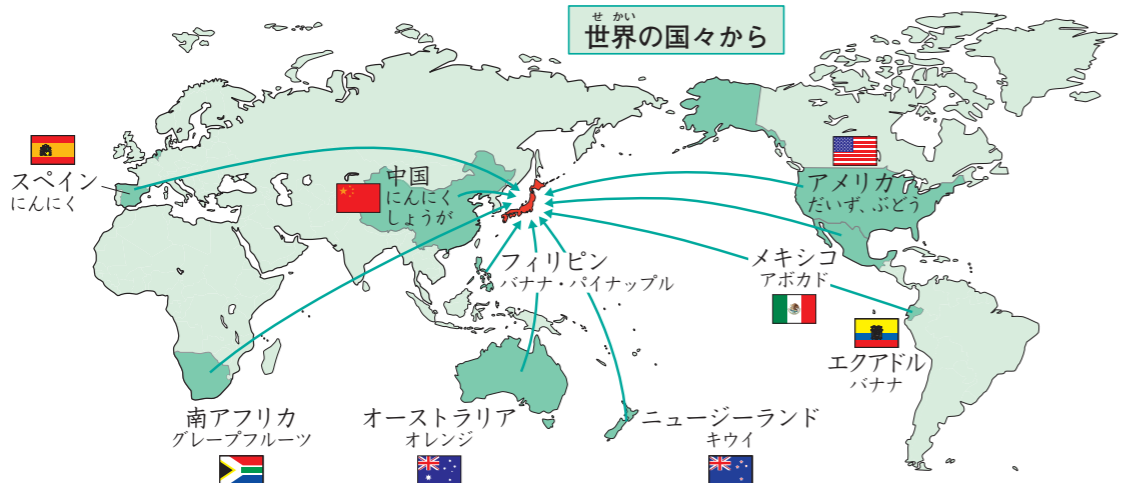 せかい
世界の国々から
スペイン
にんにく
中国
にんにく
しょうが
アメリカ
だいず、ぶどう
フィリピン
バナナ・パイナップル
メキシコ
アボカド
エクアドル
バナナ
南アフリカ
グレープフルーツ
オーストラリア
オレンジ
ニュージーランド
キウイ